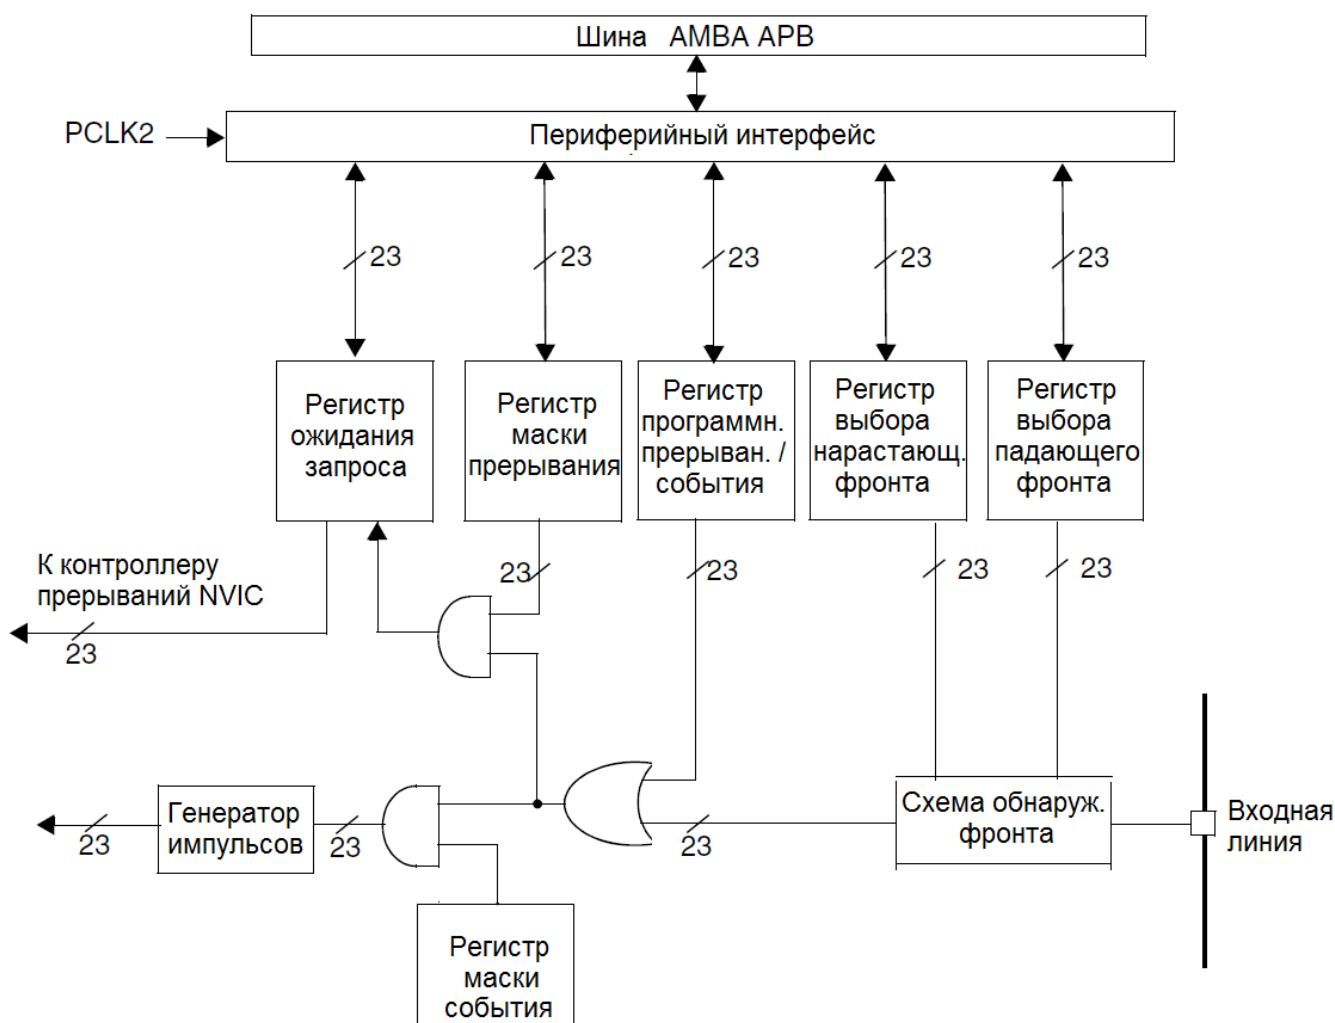 Шина AMBA APB
PCLK2
Периферийный интерфейс
23
23
23
23
23
Регистр
ожидания
запроса
Регистр
маски
прерывания
Регистр
программн.
прерыван. /
события
Регистр
выбора
нарастающ.
фронта
Регистр
выбора
падающего
фронта
К контроллеру
прерываний NVIC
23
23
23
23
23
Генератор
импульсов
23
23
23
Схема обнаруж.
фронта
Входная
линия
Регистр
маски
события